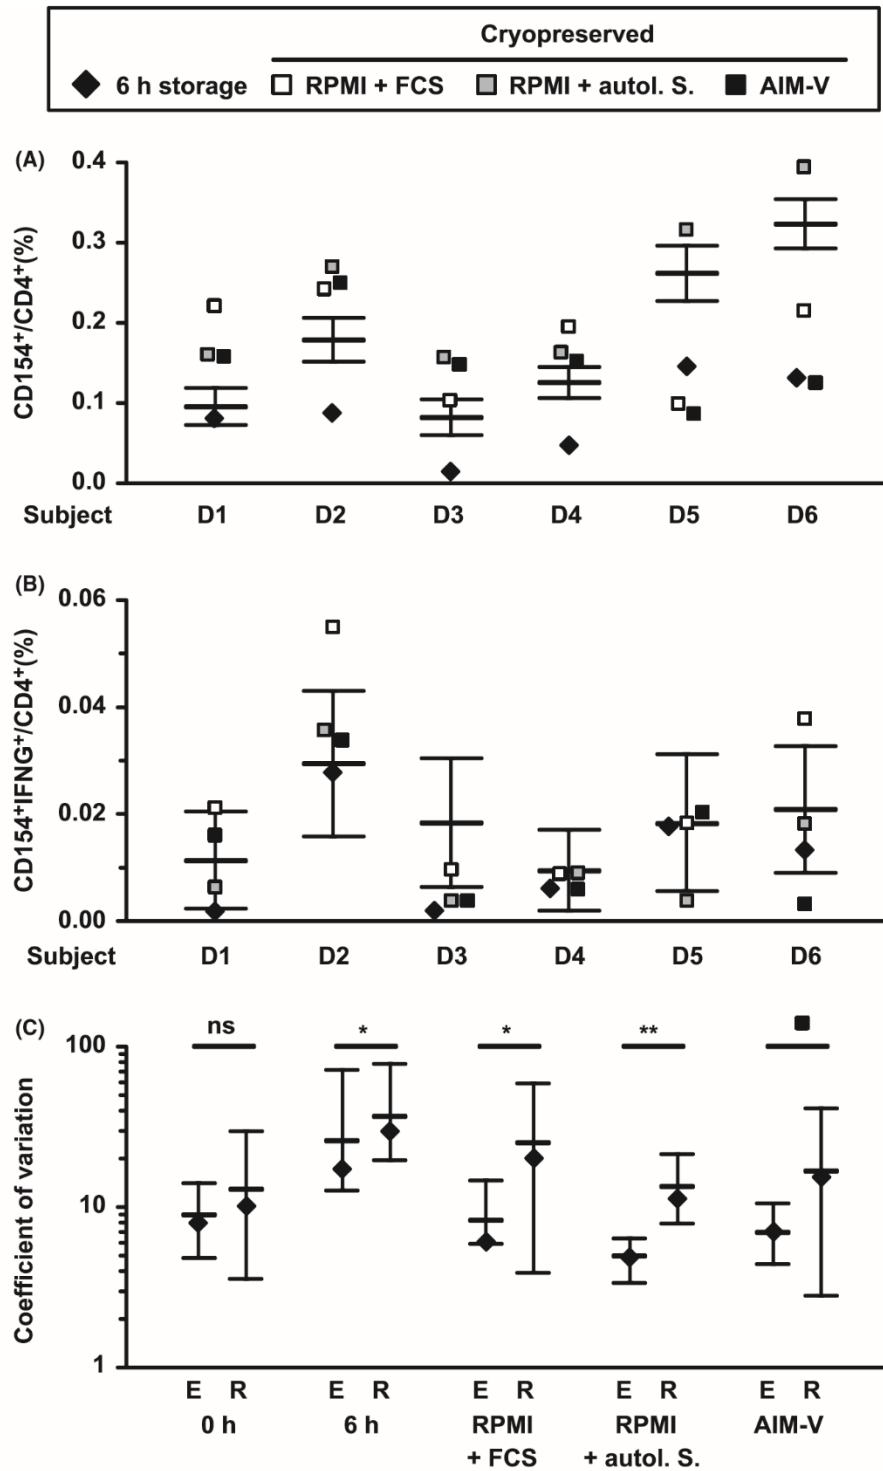 Cryopreserved
6 h storage RPMI + FCS RPMI + autol. S. AIM-V
(A)
CD154⁺/CD4⁺(%)
0.4
0.3
0.2
0.1
0.0
Subject D1 D2 D3 D4 D5 D6
(B)
CD154⁺IFNG⁺/CD4⁺(%)
0.06
0.04
0.02
0.00
Subject D1 D2 D3 D4 D5 D6
(C)
Coefficient of variation
100
10
1
ns * * **
E R E R E R E R E R
0 h 6 h RPMI RPMI AIM-V
+ FCS + autol. S.